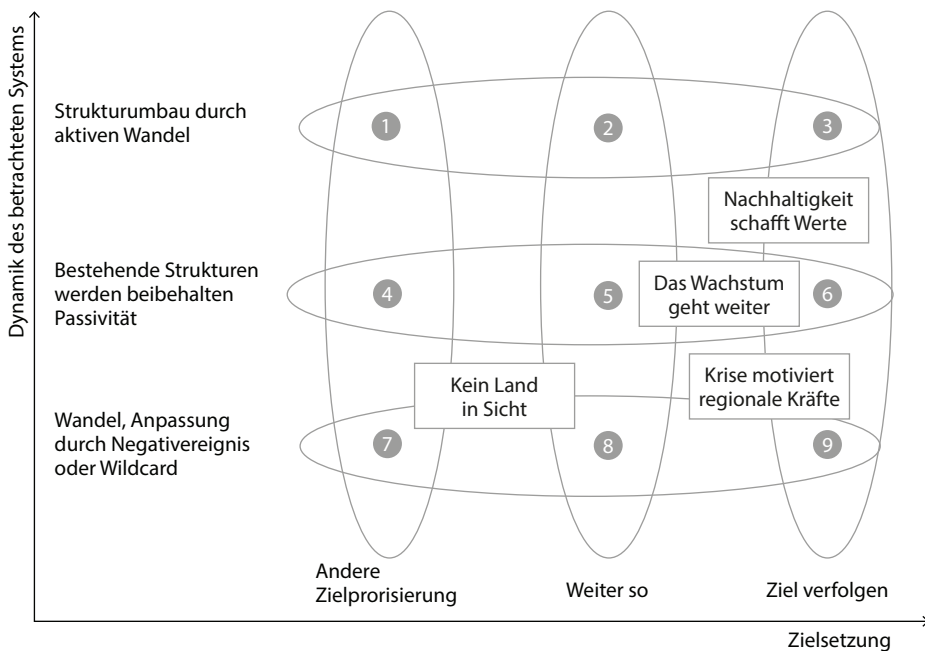 Dynamik des betrachteten Systems
Strukturumbau durch
aktiven Wandel
1
2
3
Nachhaltigkeit
schafft Werte
Bestehende Strukturen
werden beibehalten
Passivität
4
5
Das Wachstum
geht weiter
6
Kein Land
in Sicht
Krise motiviert
regionale Kräfte
Wandel, Anpassung
durch Negativereignis
oder Wildcard
7
8
9
Andere
Zielprorisierung
Weiter so
Ziel verfolgen
Zielsetzung